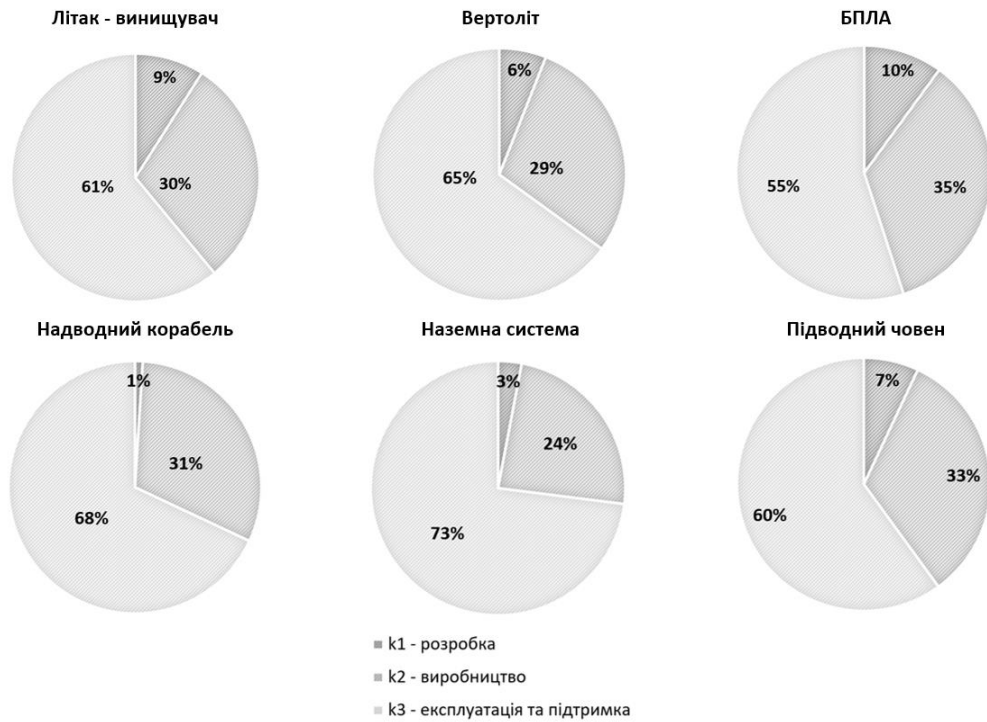 Літак - винищувач
9%
30%
61%
Вертоліт
6%
29%
65%
БПЛА
10%
35%
55%
Надводний корабель
1%
31%
68%
Наземна система
3%
24%
73%
Підводний човен
7%
33%
60%
k1 - розробка
k2 - виробництво
k3 - експлуатація та підтримка